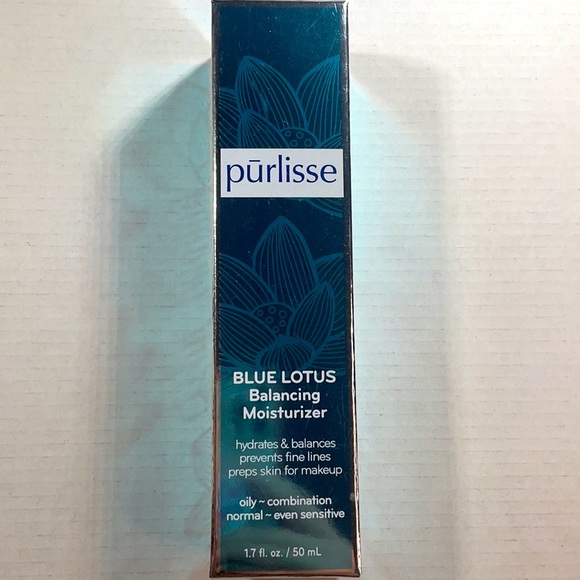 pūrlisse
BLUE LOTUS
Balancing
Moisturizer
hydrates & balances
prevents fine lines
preps skin for makeup
oily ~ combination
normal ~ even sensitive
1.7 fl. oz. / 50 mL